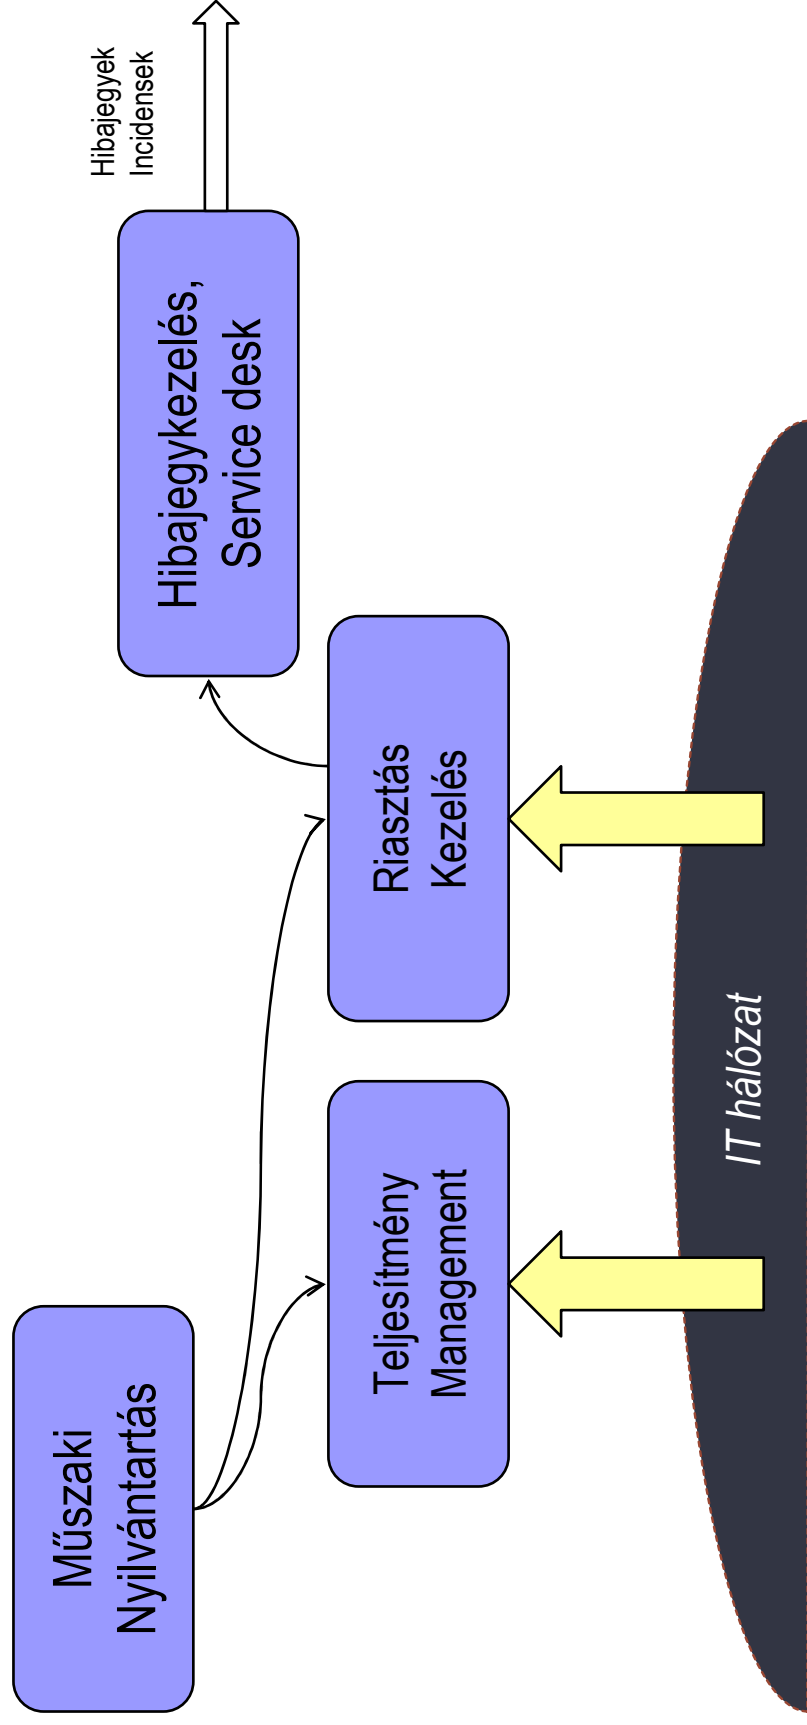 Hibajegyek
Incidensek
Műszaki
Nyilvántartás
Hibajegykezelés,
Service desk
Teljesítmény
Management
Riasztás
Kezelés
IT hálózat